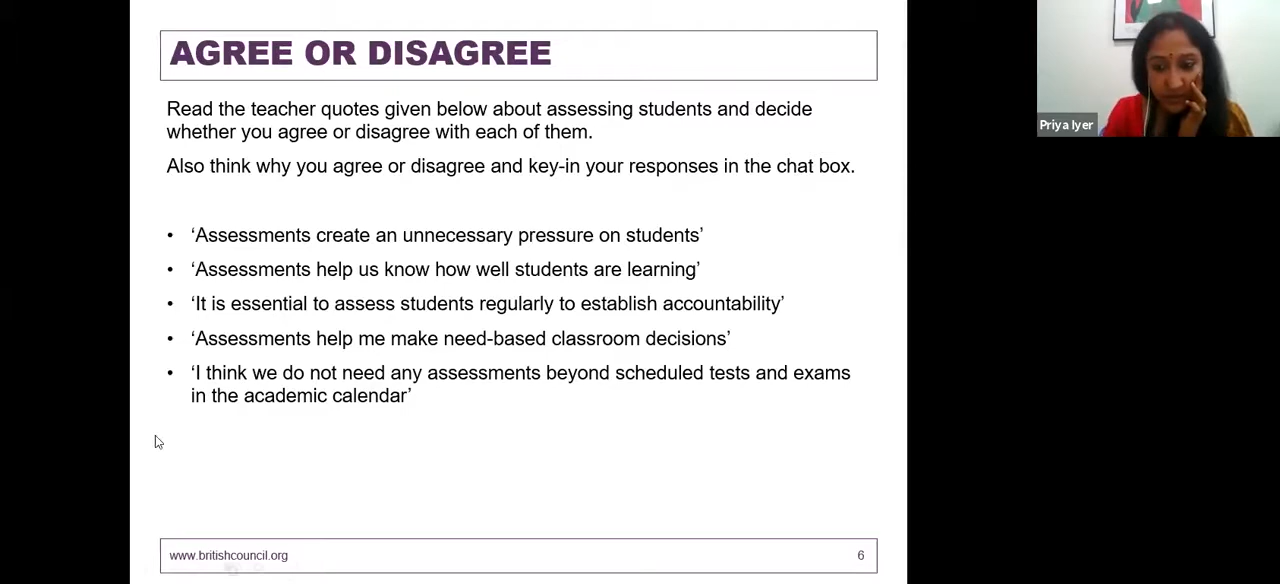 AGREE OR DISAGREE
Read the teacher quotes given below about assessing students and decide
whether you agree or disagree with each of them.
Also think why you agree or disagree and key-in your responses in the chat box.
• ‘Assessments create an unnecessary pressure on students’
• ‘Assessments help us know how well students are learning’
• ‘It is essential to assess students regularly to establish accountability’
• ‘Assessments help me make need-based classroom decisions’
• ‘I think we do not need any assessments beyond scheduled tests and exams
in the academic calendar’
www.britishcouncil.org
6
Priya Iyer